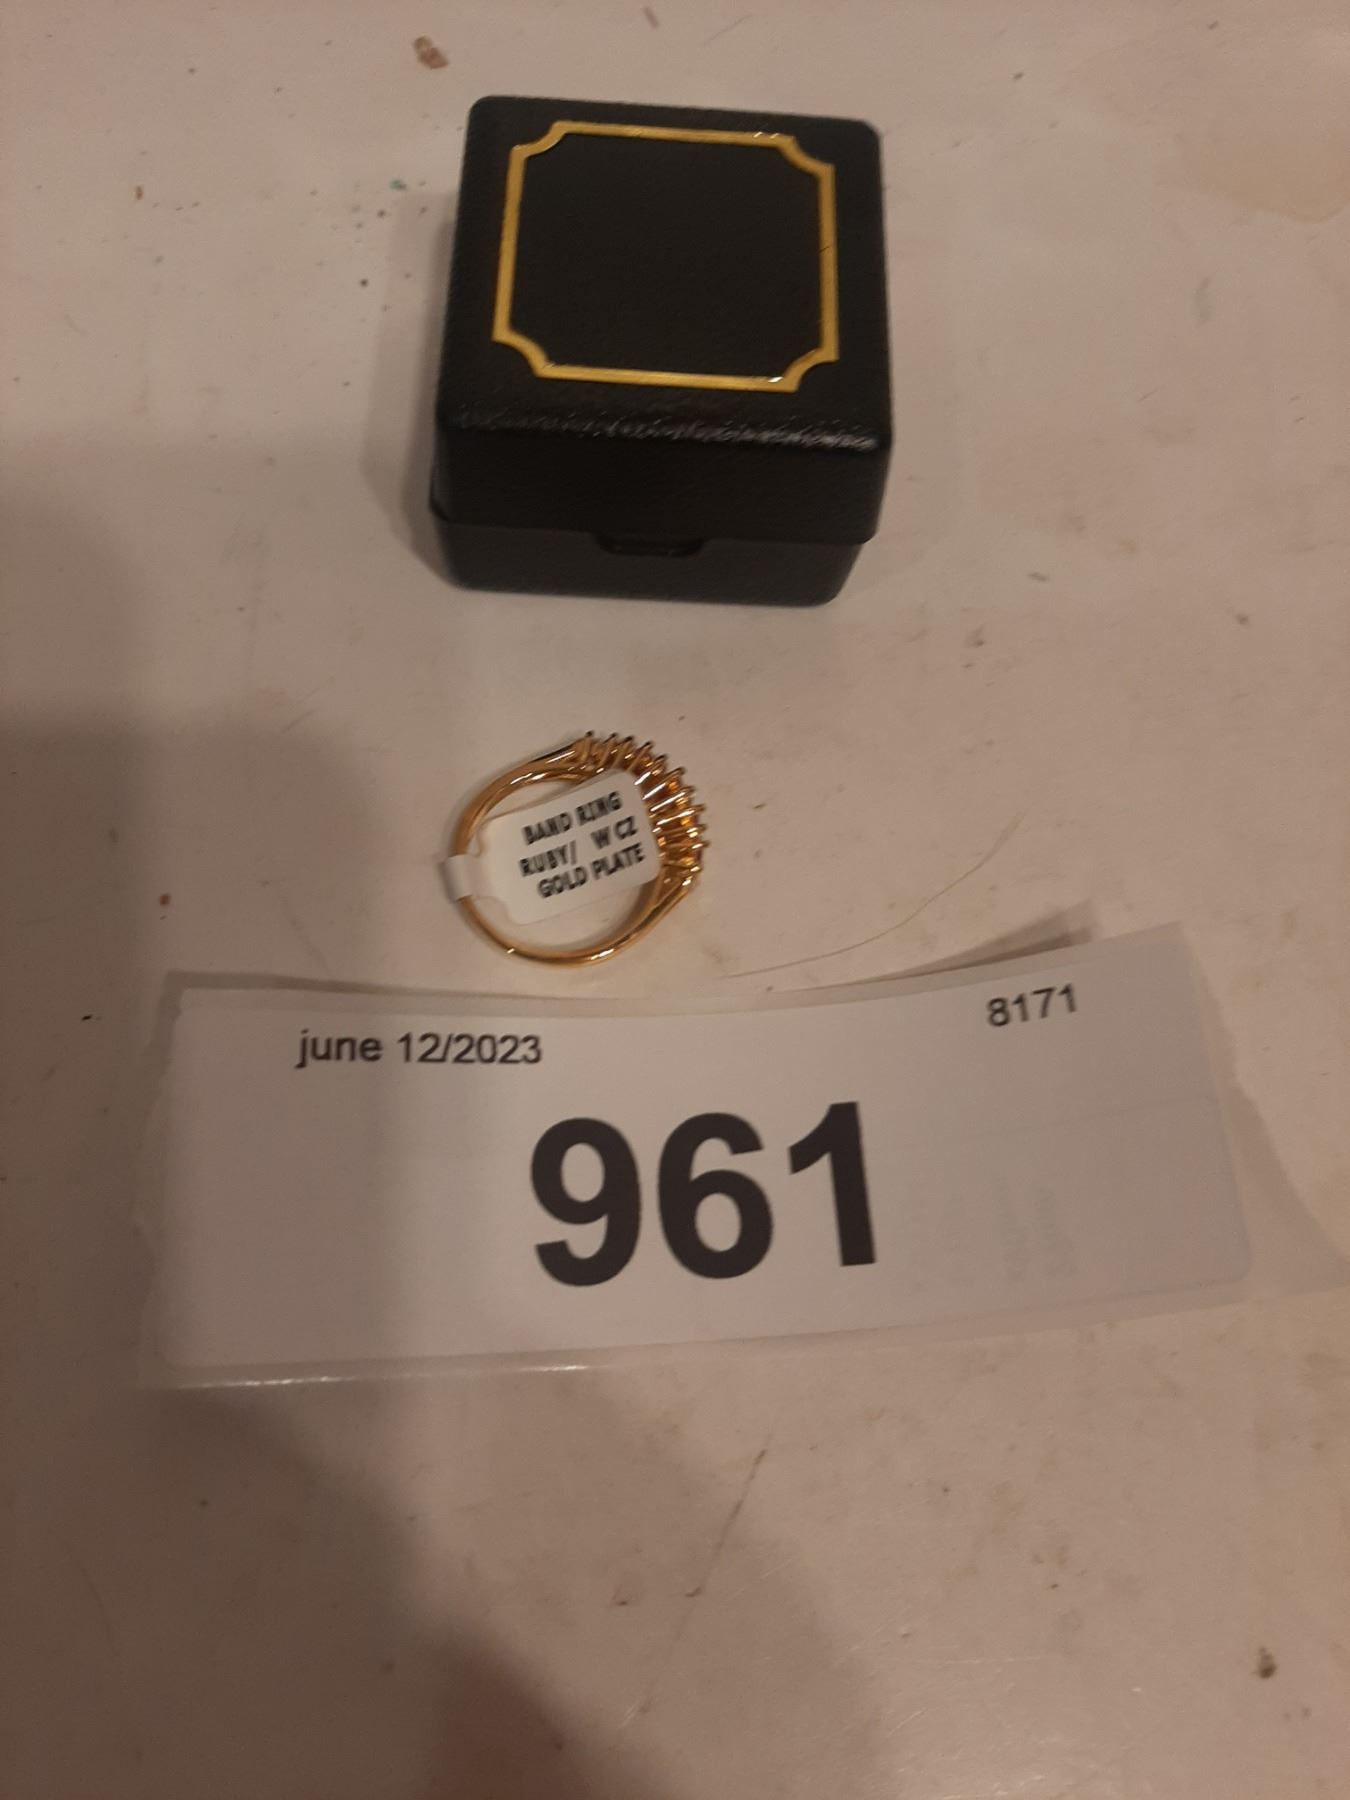 BAND RING
RUBY/ W CZ
GOLD PLATE
june 12/2023
8171
961